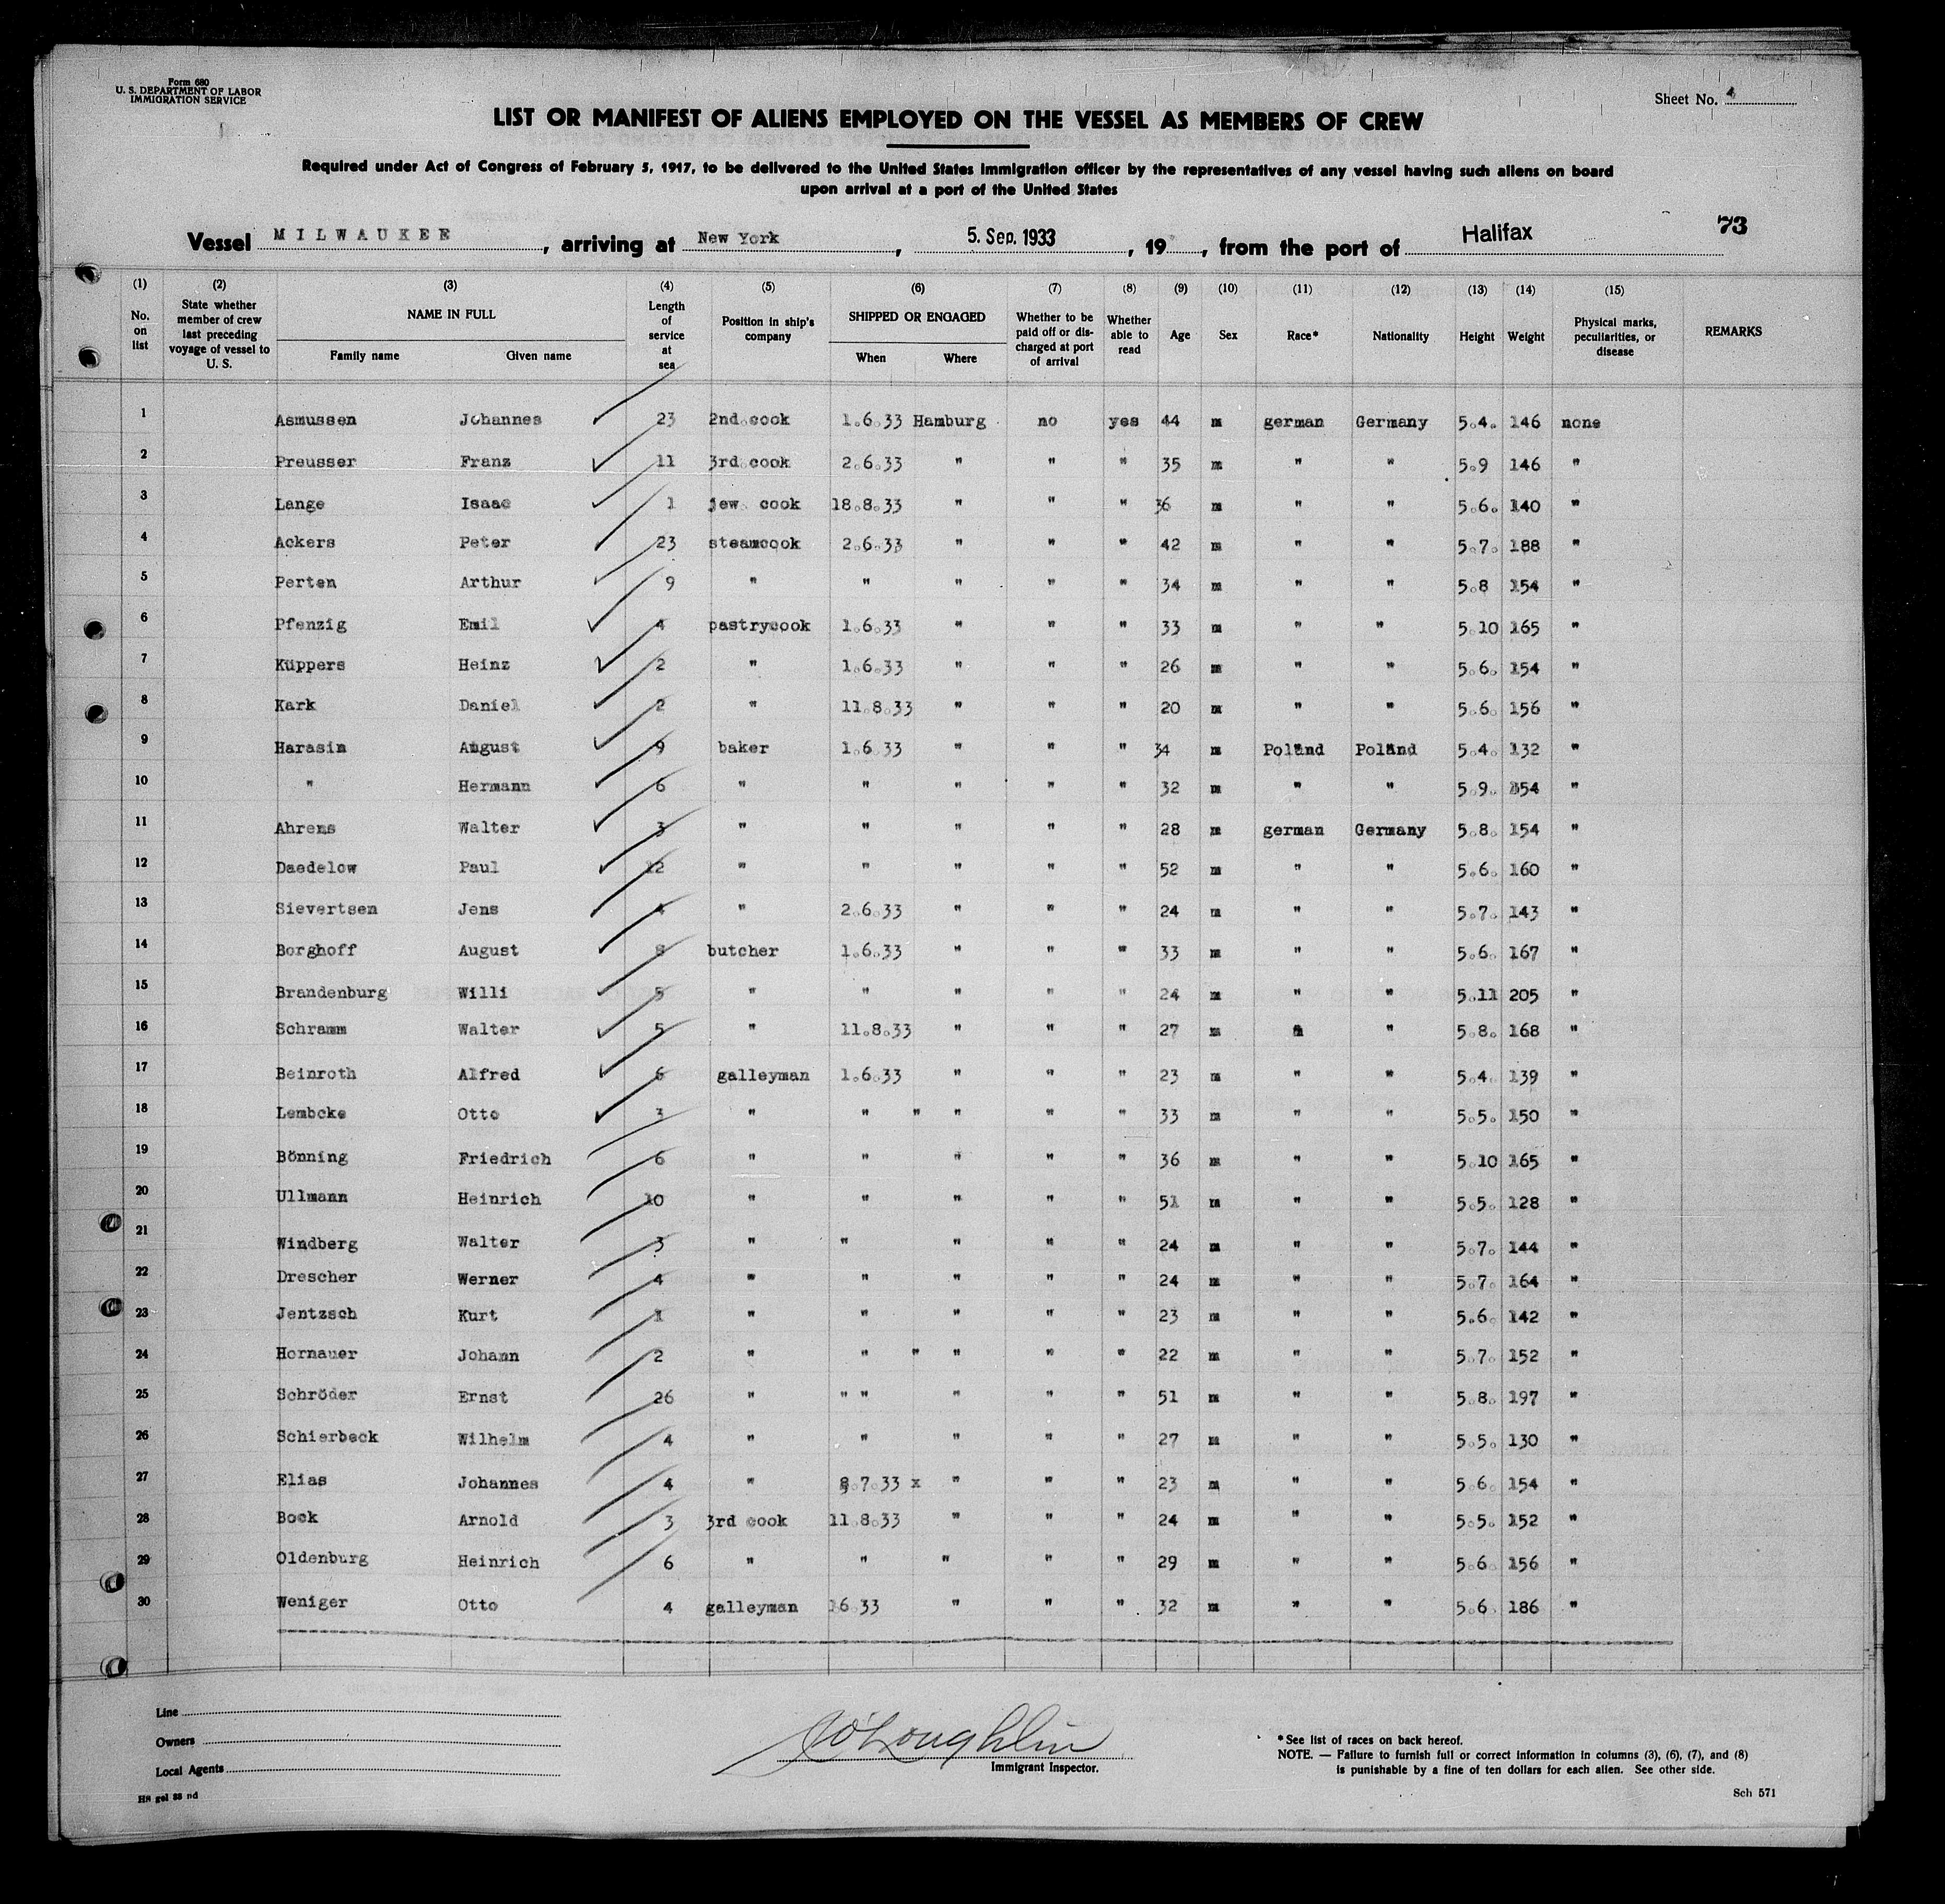 Form 680
U. S. DEPARTMENT OF LABOR
IMMIGRATION SERVICE
Sheet No. 4
LIST OR MANIFEST OF ALIENS EMPLOYED ON THE VESSEL AS MEMBERS OF CREW
Required under Act of Congress of February 5, 1917, to be delivered to the United States immigration officer by the representatives of any vessel having such aliens on board
upon arrival at a port of the United States
Vessel MILWAUKEE, arriving at New York, 5. Sep. 1933, 19, from the port of Halifax 73
(1) (2) (3) (4) (5) (6) (7) (8) (9) (10) (11) (12) (13) (14) (15)
No. on list State whether member of crew last preceding voyage of vessel to U. S. NAME IN FULL Family name Given name Length of service at sea Position in ship's company SHIPPED OR ENGAGED When Where Whether to be paid off or discharged at port of arrival Whether able to read Age Sex Race* Nationality Height Weight Physical marks, peculiarities, or disease REMARKS
1 Asmussen Johannes 23 2nd.cook 1.6.33 Hamburg no yes 44 m german Germany 5.4. 146 none
2 Preusser Franz 11 3rd.cook 2.6.33 " " " 35 m " " 5.9 146 "
3 Lange Isaac 1 jew. cook 18.8.33 " " " 36 m " " 5.6. 140 "
4 Ackers Peter 23 steamcook 2.6.33 " " " 42 m " " 5.7. 188 "
5 Perten Arthur 9 " " " " " 34 m " " 5.8 154 "
6 Pfenzig Emil 4 pastrycook 1.6.33 " " " 33 m " " 5.10 165 "
7 Küppers Heinz 2 " 1.6.33 " " " 26 m " " 5.6. 154 "
8 Kark Daniel 2 " 11.8.33 " " " 20 m " " 5.6. 156 "
9 Harasin August 9 baker 1.6.33 " " " 34 m Poland Poland 5.4. 132 "
10 " Hermann 6 " " " " " 32 m " " 5.9. 154 "
11 Ahrens Walter 3 " " " " " 28 m german Germany 5.8. 154 "
12 Daedelow Paul 12 " " " " " 52 m " " 5.6. 160 "
13 Sievertsen Jens 4 " 2.6.33 " " " 24 m " " 5.7. 143 "
14 Borghoff August 8 butcher 1.6.33 " " " 33 m " " 5.6. 167 "
15 Brandenburg Willi 5 " " " " " 24 m " " 5.11 205 "
16 Schramm Walter 5 " 11.8.33 " " " 27 m " " 5.8. 168 "
17 Beinroth Alfred 6 galleyman 1.6.33 " " " 23 m " " 5.4. 139 "
18 Lembcke Otto 3 " " " " " " 33 m " " 5.5. 150 "
19 Bönning Friedrich 6 " " " " " 36 m " " 5.10 165 "
20 Ullmann Heinrich 10 " " " " " 51 m " " 5.5. 128 "
21 Windberg Walter 3 " " " " " 24 m " " 5.7. 144 "
22 Drescher Werner 4 " " " " " 24 m " " 5.7. 164 "
23 Jentzsch Kurt 1 " " " " " 23 m " " 5.6. 142 "
24 Hornauer Johann 2 " " " " " " 22 m " " 5.7. 152 "
25 Schröder Ernst 26 " " " " " " 51 m " " 5.8. 197 "
26 Schierbeck Wilhelm 4 " " " " " 27 m " " 5.5. 130 "
27 Elias Johannes 4 " 8.7.33 x " " " 23 m " " 5.6. 154 "
28 Bock Arnold 3 3rd cook 11.8.33 " " " 24 m " " 5.5. 152 "
29 Oldenburg Heinrich 6 " " " " " 29 m " " 5.6. 156 "
30 Weniger Otto 4 galleyman 16.33 " " " 32 m " " 5.6. 186 "
Line
Owners
Local Agents
O'Loughlin
Immigrant Inspector.
*See list of races on back hereof.
NOTE. — Failure to furnish full or correct information in columns (3), (6), (7), and (8)
is punishable by a fine of ten dollars for each alien. See other side.
Sch 571